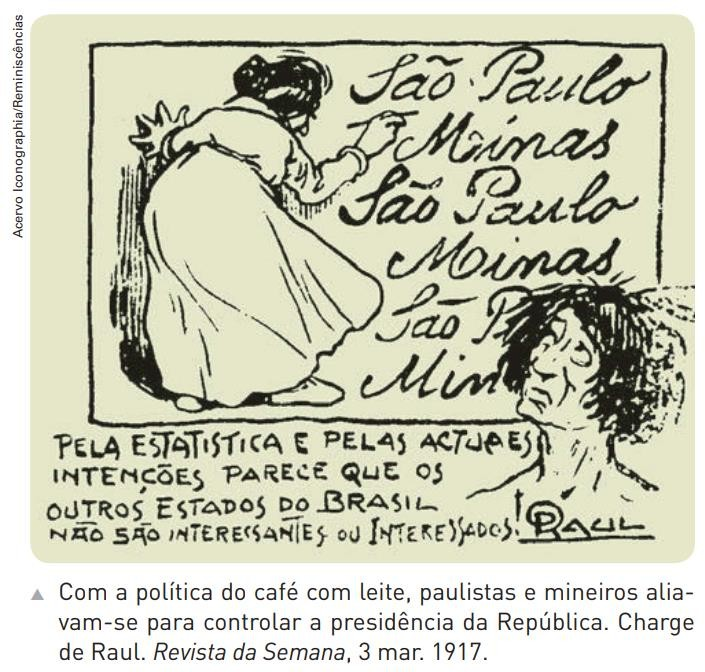 Acervo Iconographia/Reminiscências
São Paulo
Minas
São Paulo
Minas
São P
Min
PELA ESTATISTICA E PELAS ACTUAES
INTENÇÕES PARECE QUE OS
OUTROS ESTADOS DO BRASIL
NÃO SÃO INTERESSANTES OU INTERESSADOS!
RAUL
▲ Com a política do café com leite, paulistas e mineiros alia-
vam-se para controlar a presidência da República. Charge
de Raul. Revista da Semana, 3 mar. 1917.